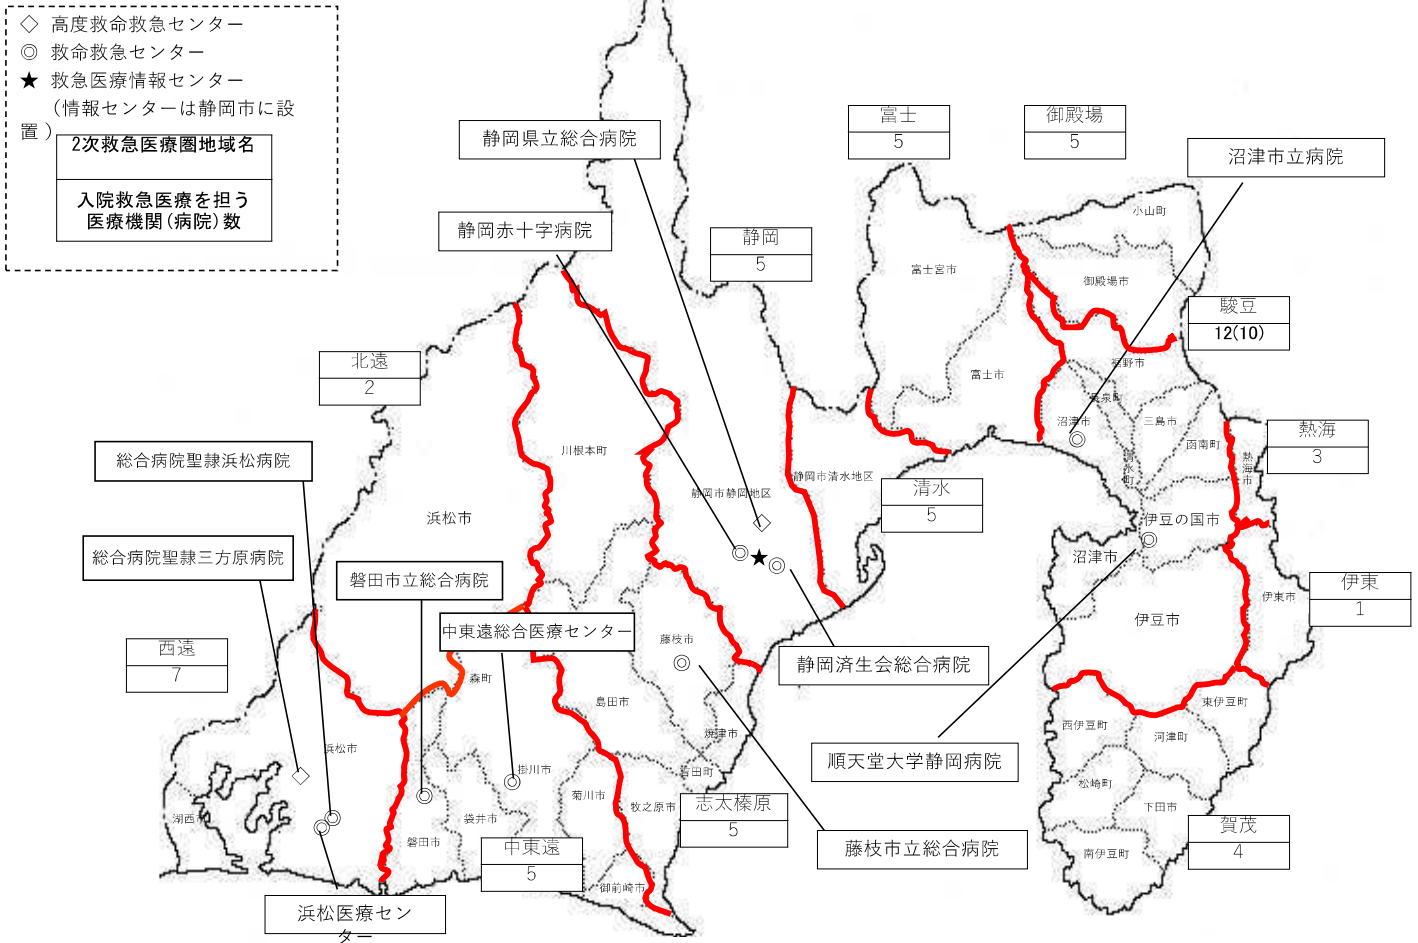 ◇ 高度救命救急センター
◎ 救命救急センター
★ 救急医療情報センター
（情報センターは静岡市に設
置）
2次救急医療圏地域名
入院救急医療を担う
医療機関(病院)数
静岡県立総合病院
静岡赤十字病院
富士
5
御殿場
5
沼津市立病院
静岡
5
小山町
富士宮市
御殿場市
駿豆
12(10)
北遠
2
富士市
裾野市
長泉町
沼津市
三島市
函南町
清水町
熱海市
熱海
3
川根本町
総合病院聖隷浜松病院
静岡市静岡地区
静岡市清水地区
清水
5
浜松市
伊豆の国市
沼津市
総合病院聖隷三方原病院
磐田市立総合病院
伊東
1
伊東市
伊豆市
中東遠総合医療センター
藤枝市
西遠
7
静岡済生会総合病院
森町
島田市
東伊豆町
西伊豆町
河津町
焼津市
浜松市
順天堂大学静岡病院
掛川市
吉田町
菊川市
牧之原市
松崎町
下田市
志太榛原
5
湖西市
袋井市
磐田市
中東遠
5
藤枝市立総合病院
賀茂
4
南伊豆町
御前崎市
浜松医療セン
ター